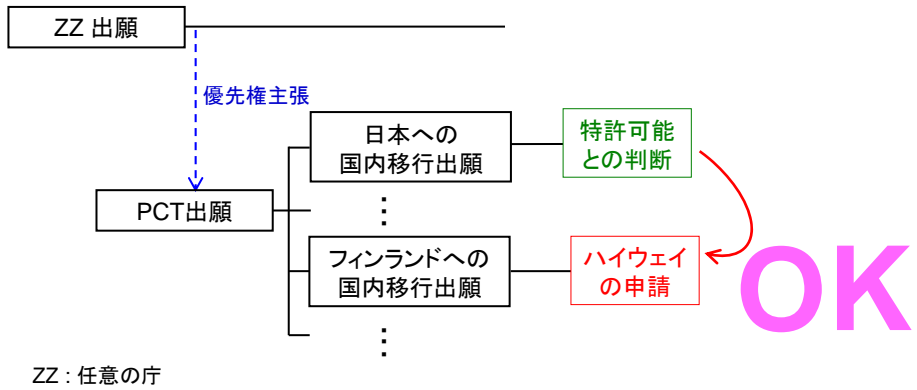 ZZ 出願
優先権主張
日本への
国内移行出願
特許可能
との判断
PCT出願
⋮
フィンランドへの
国内移行出願
ハイウェイ
の申請
OK
⋮
ZZ : 任意の庁